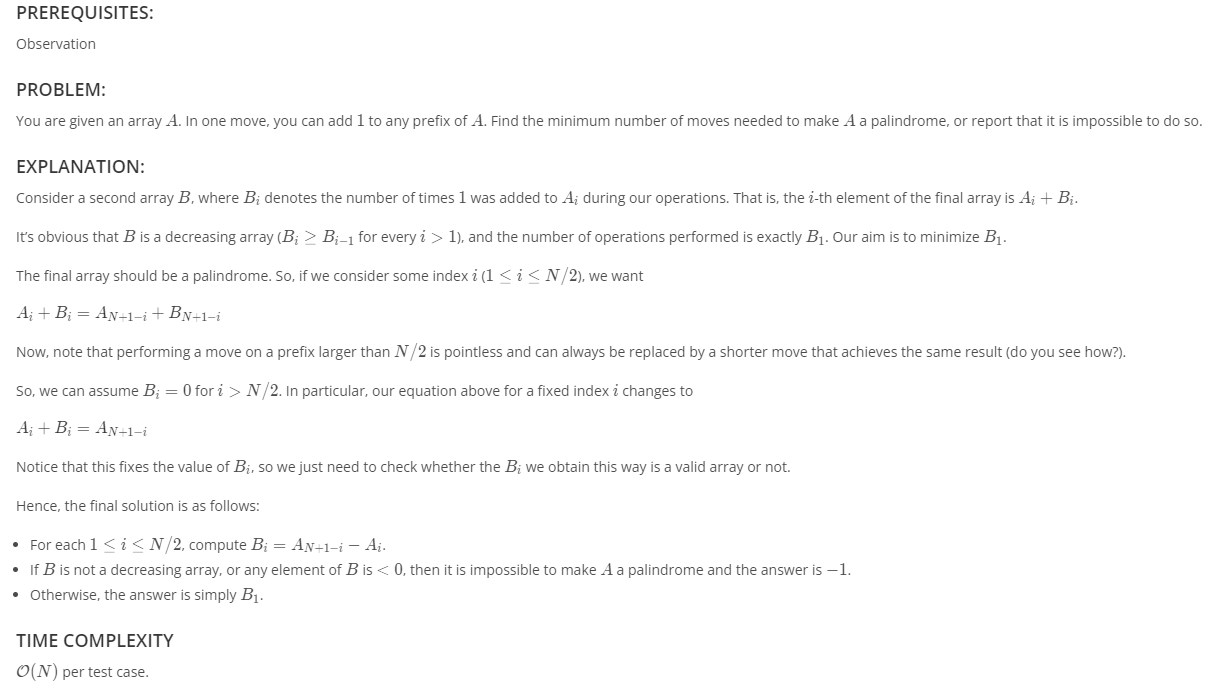 PREREQUISITES:
Observation
PROBLEM:
You are given an array A. In one move, you can add 1 to any prefix of A. Find the minimum number of moves needed to make A a palindrome, or report that it is impossible to do so.
EXPLANATION:
Consider a second array B, where B_i denotes the number of times 1 was added to A_i during our operations. That is, the i-th element of the final array is A_i + B_i.
It's obvious that B is a decreasing array (B_i ≥ B_{i−1} for every i > 1), and the number of operations performed is exactly B_1. Our aim is to minimize B_1.
The final array should be a palindrome. So, if we consider some index i (1 ≤ i ≤ N/2), we want
A_i + B_i = A_{N+1−i} + B_{N+1−i}
Now, note that performing a move on a prefix larger than N/2 is pointless and can always be replaced by a shorter move that achieves the same result (do you see how?).
So, we can assume B_i = 0 for i > N/2. In particular, our equation above for a fixed index i changes to
A_i + B_i = A_{N+1−i}
Notice that this fixes the value of B_i, so we just need to check whether the B_i we obtain this way is a valid array or not.
Hence, the final solution is as follows:
• For each 1 ≤ i ≤ N/2, compute B_i = A_{N+1−i} − A_i.
• If B is not a decreasing array, or any element of B is < 0, then it is impossible to make A a palindrome and the answer is −1.
• Otherwise, the answer is simply B_1.
TIME COMPLEXITY
O(N) per test case.